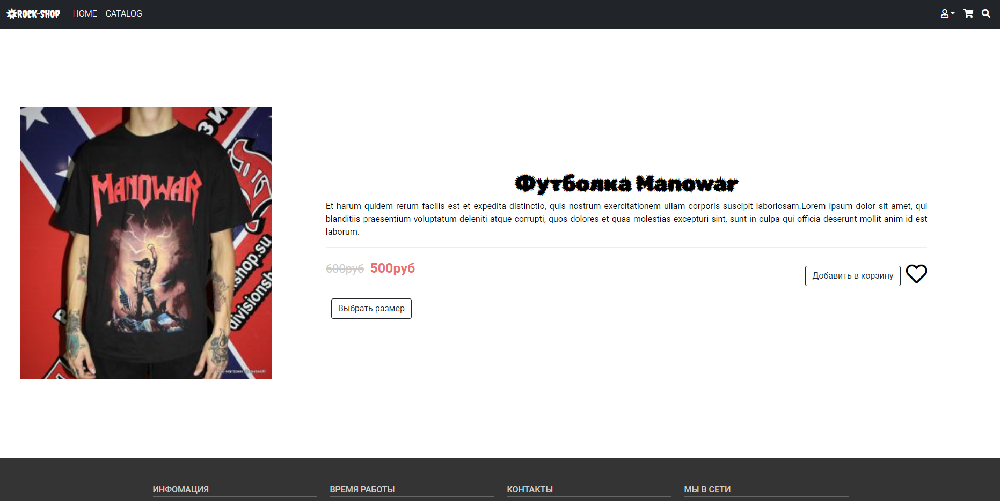 ROCK-SHOP HOME CATALOG
ЗИ
MANOWAR
shop.su
divisionsh
Футболка Manowar
Et harum quidem rerum facilis est et expedita distinctio, quis nostrum exercitationem ullam corporis suscipit laboriosam.Lorem ipsum dolor sit amet, qui
blanditiis praesentium voluptatum deleniti atque corrupti, quos dolores et quas molestias excepturi sint, sunt in culpa qui officia deserunt mollit anim id est
laborum.
600руб 500руб
Добавить в корзину
Выбрать размер
ИНФОМАЦИЯ ВРЕМЯ РАБОТЫ КОНТАКТЫ МЫ В СЕТИ